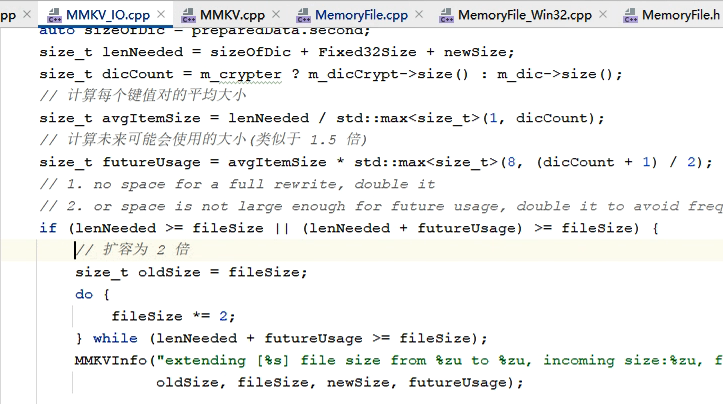 pp MMKV_IO.cpp MMKV.cpp MemoryFile.cpp MemoryFile_Win32.cpp MemoryFile.h
auto sizeOfDic = preparedData.second;
size_t lenNeeded = sizeOfDic + Fixed32Size + newSize;
size_t dicCount = m_crypter ? m_dicCrypt->size() : m_dic->size();
// 计算每个键值对的平均大小
size_t avgItemSize = lenNeeded / std::max<size_t>(1, dicCount);
// 计算未来可能会使用的大小(类似于 1.5 倍)
size_t futureUsage = avgItemSize * std::max<size_t>(8, (dicCount + 1) / 2);
// 1. no space for a full rewrite, double it
// 2. or space is not large enough for future usage, double it to avoid freq
if (lenNeeded >= fileSize || (lenNeeded + futureUsage) >= fileSize) {
// 扩容为 2 倍
size_t oldSize = fileSize;
do {
fileSize *= 2;
} while (lenNeeded + futureUsage >= fileSize);
MMKVInfo("extending [%s] file size from %zu to %zu, incoming size:%zu, f
oldSize, fileSize, newSize, futureUsage);